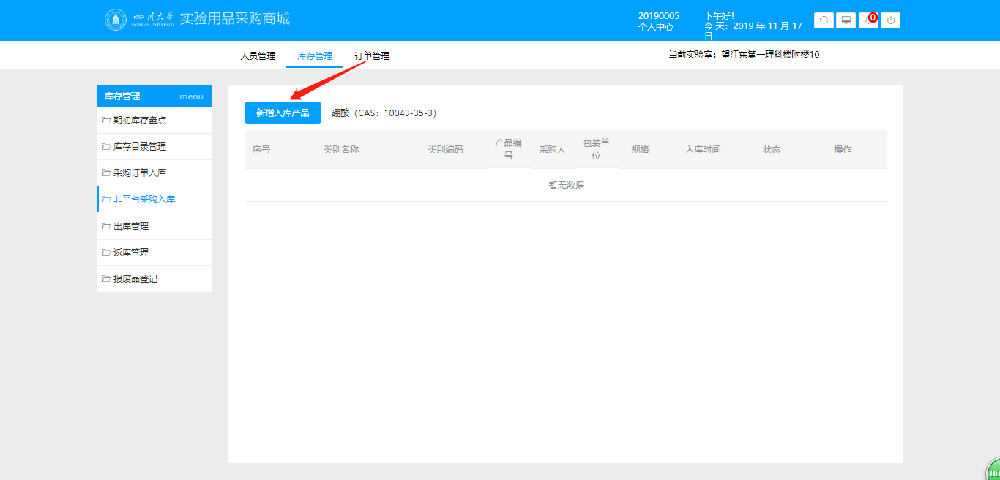 四川大学
SICHUAN UNIVERSITY
实验用品采购商城
20190005
个人中心
下午好!
今 天：2019 年 11 月 17
日
0
人员管理
库存管理
订单管理
当前实验室：望江东第一理科楼附楼10
库存管理 menu
期初库存盘点
库存目录管理
采购订单入库
非平台采购入库
出库管理
返库管理
报废品登记
新增入库产品
硼酸（CAS：10043-35-3）
序号 类别名称 类别编码 产品编号 采购人 包装单位 规格 入库时间 状态 操作
暂无数据
80